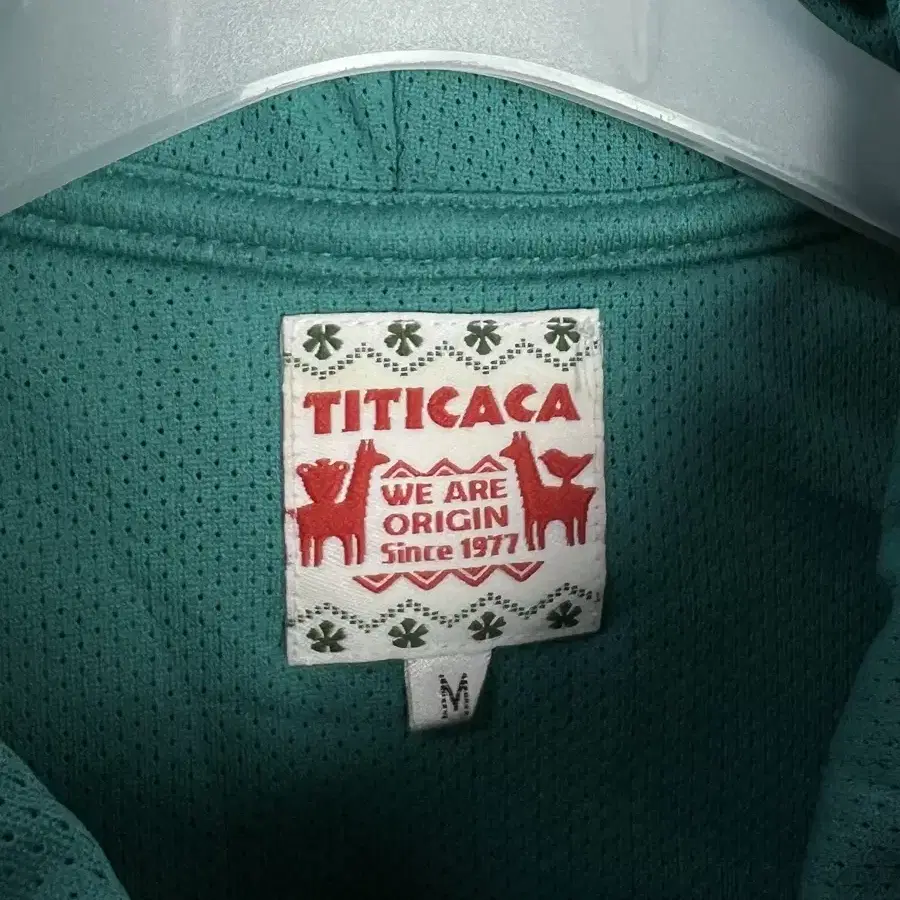 TITICACA
WE ARE
ORIGIN
Since 1977
M